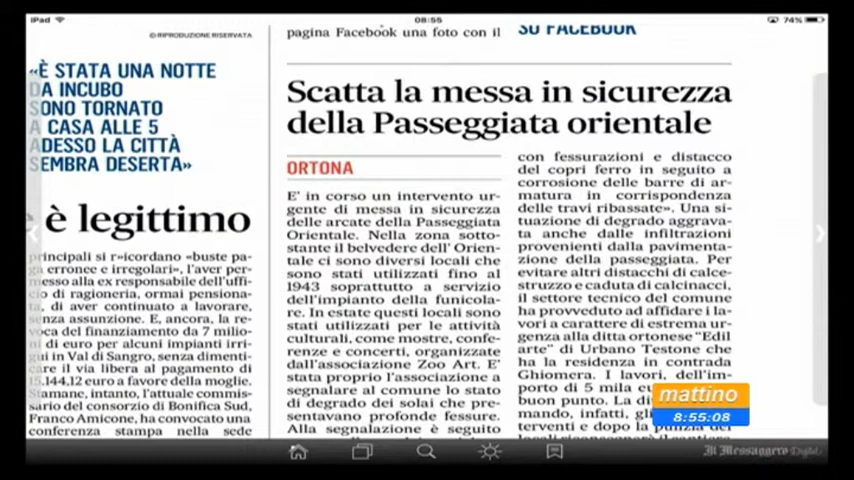 iPad
08:55
74%
© RIPRODUZIONE RISERVATA
«È STATA UNA NOTTE
DA INCUBO
SONO TORNATO
A CASA ALLE 5
ADESSO LA CITTÀ
SEMBRA DESERTA»
è legittimo
principali si r»icordano «buste pa-
ga erronee e irregolari», l'aver per-
messo alla ex responsabile dell'uffi-
cio di ragioneria, ormai pensiona-
ta, di aver continuato a lavorare,
senza assunzione. E, ancora, la re-
voca del finanziamento da 7 milio-
ni di euro per alcuni impianti irri-
gui in Val di Sangro, senza dimenti-
care il via libera al pagamento di
15.144,12 euro a favore della moglie.
Stamane, intanto, l'attuale commis-
sario del consorzio di Bonifica Sud,
Franco Amicone, ha convocato una
conferenza stampa nella sede
pagina Facebook una foto con il
SU FACEBOOK
Scatta la messa in sicurezza
della Passeggiata orientale
ORTONA
E' in corso un intervento ur-
gente di messa in sicurezza
delle arcate della Passeggiata
Orientale. Nella zona sotto-
stante il belvedere dell' Orien-
tale ci sono diversi locali che
sono stati utilizzati fino al
1943 soprattutto a servizio
dell'impianto della funicola-
re. In estate questi locali sono
stati utilizzati per le attività
culturali, come mostre, confe-
renze e concerti, organizzate
dall'associazione Zoo Art. E'
stata proprio l'associazione a
segnalare al comune lo stato
di degrado dei solai che pre-
sentavano profonde fessure.
Alla segnalazione è seguito
con fessurazioni e distacco
del copri ferro in seguito a
corrosione delle barre di ar-
matura in corrispondenza
delle travi ribassate». Una si-
tuazione di degrado aggrava-
ta anche dalle infiltrazioni
provenienti dalla pavimenta-
zione della passeggiata. Per
evitare altri distacchi di calce-
struzzo e caduta di calcinacci,
il settore tecnico del comune
ha provveduto ad affidare i la-
vori a carattere di estrema ur-
genza alla ditta ortonese "Edil
arte" di Urbano Testone che
ha la residenza in contrada
Ghiomera. I lavori, dell'im-
porto di 5 mila
buon punto. La
mando, infatti,
terventi e dopo la pulizia dei
mattino
8:55:08
Il Messaggero Digital